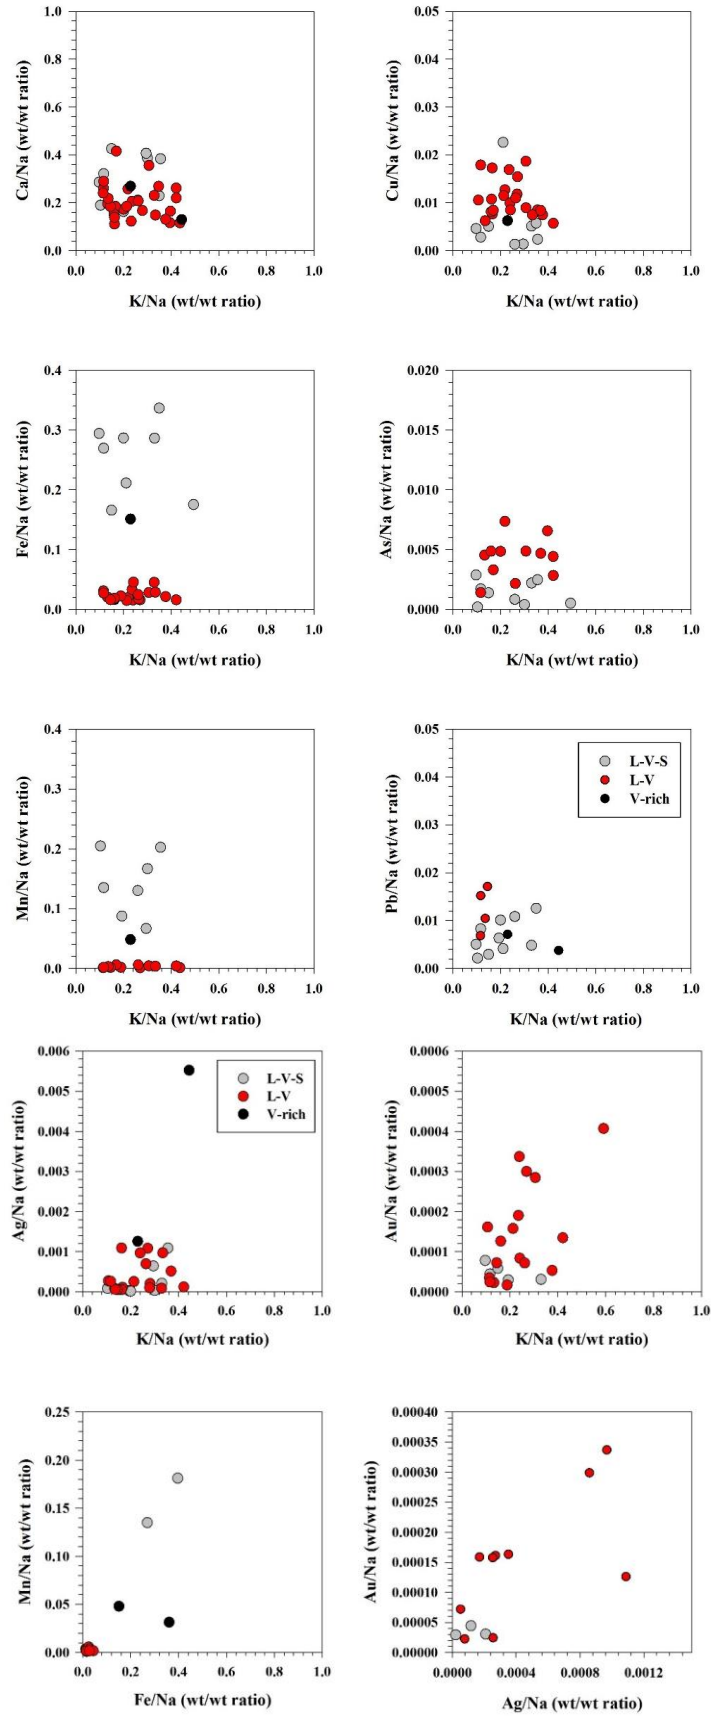 1.0
0.8
0.6
0.4
0.2
0.0
Ca/Na (wt/wt ratio)
0.0 0.2 0.4 0.6 0.8 1.0
K/Na (wt/wt ratio)
0.05
0.04
0.03
0.02
0.01
0.00
Cu/Na (wt/wt ratio)
0.0 0.2 0.4 0.6 0.8 1.0
K/Na (wt/wt ratio)
0.4
0.3
0.2
0.1
0.0
Fe/Na (wt/wt ratio)
0.0 0.2 0.4 0.6 0.8 1.0
K/Na (wt/wt ratio)
0.020
0.015
0.010
0.005
0.000
As/Na (wt/wt ratio)
0.0 0.2 0.4 0.6 0.8 1.0
K/Na (wt/wt ratio)
0.4
0.3
0.2
0.1
0.0
Mn/Na (wt/wt ratio)
0.0 0.2 0.4 0.6 0.8 1.0
K/Na (wt/wt ratio)
0.05
0.04
0.03
0.02
0.01
0.00
Pb/Na (wt/wt ratio)
L-V-S
L-V
V-rich
0.0 0.2 0.4 0.6 0.8 1.0
K/Na (wt/wt ratio)
0.006
0.005
0.004
0.003
0.002
0.001
0.000
Ag/Na (wt/wt ratio)
L-V-S
L-V
V-rich
0.0 0.2 0.4 0.6 0.8 1.0
K/Na (wt/wt ratio)
0.0006
0.0005
0.0004
0.0003
0.0002
0.0001
0.0000
Au/Na (wt/wt ratio)
0.0 0.2 0.4 0.6 0.8 1.0
K/Na (wt/wt ratio)
0.25
0.20
0.15
0.10
0.05
0.00
Mn/Na (wt/wt ratio)
0.0 0.2 0.4 0.6 0.8 1.0
Fe/Na (wt/wt ratio)
0.00040
0.00035
0.00030
0.00025
0.00020
0.00015
0.00010
0.00005
0.00000
Au/Na (wt/wt ratio)
0.0000 0.0004 0.0008 0.0012
Ag/Na (wt/wt ratio)